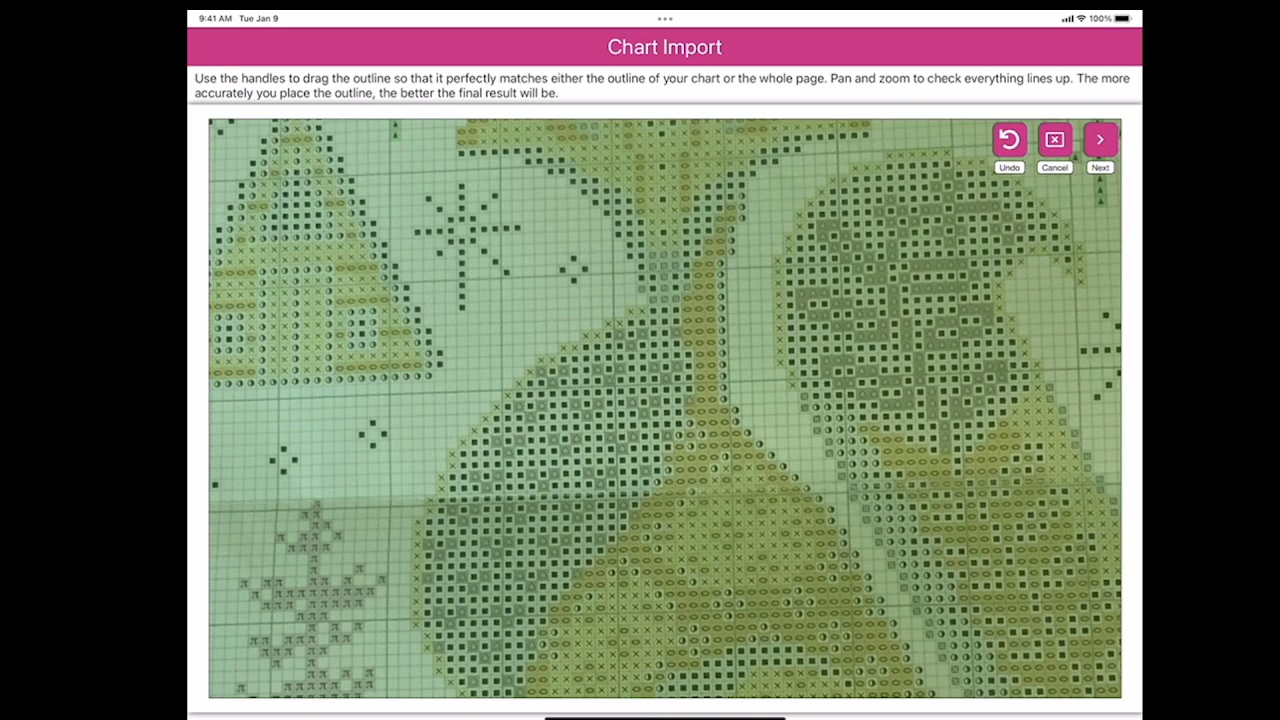 9:41 AM Tue Jan 9
100%
Chart Import
Use the handles to drag the outline so that it perfectly matches either the outline of your chart or the whole page. Pan and zoom to check everything lines up. The more
accurately you place the outline, the better the final result will be.
Undo
Cancel
Next